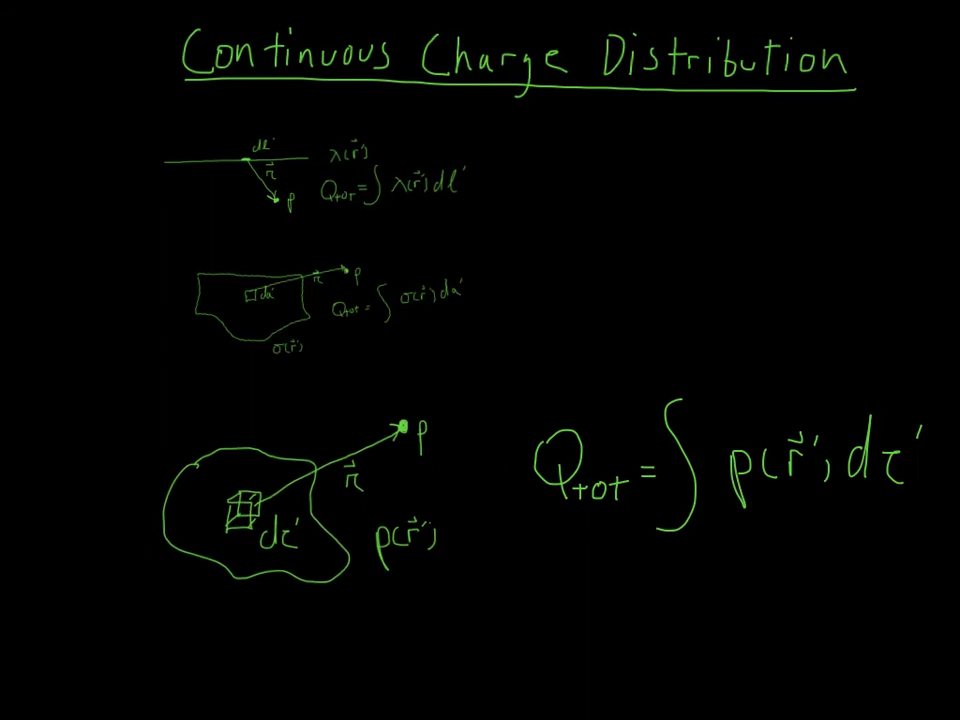 Continuous Charge Distribution
dl'
λ(r⃗')
r⃗
P
Qtot = ∫ λ(r⃗') dl'
r⃗
P
da'
Qtot = ∫ σ(r⃗') da'
σ(r⃗')
P
r⃗
Qtot = ∫ ρ(r⃗') dτ'
dτ'
ρ(r⃗')